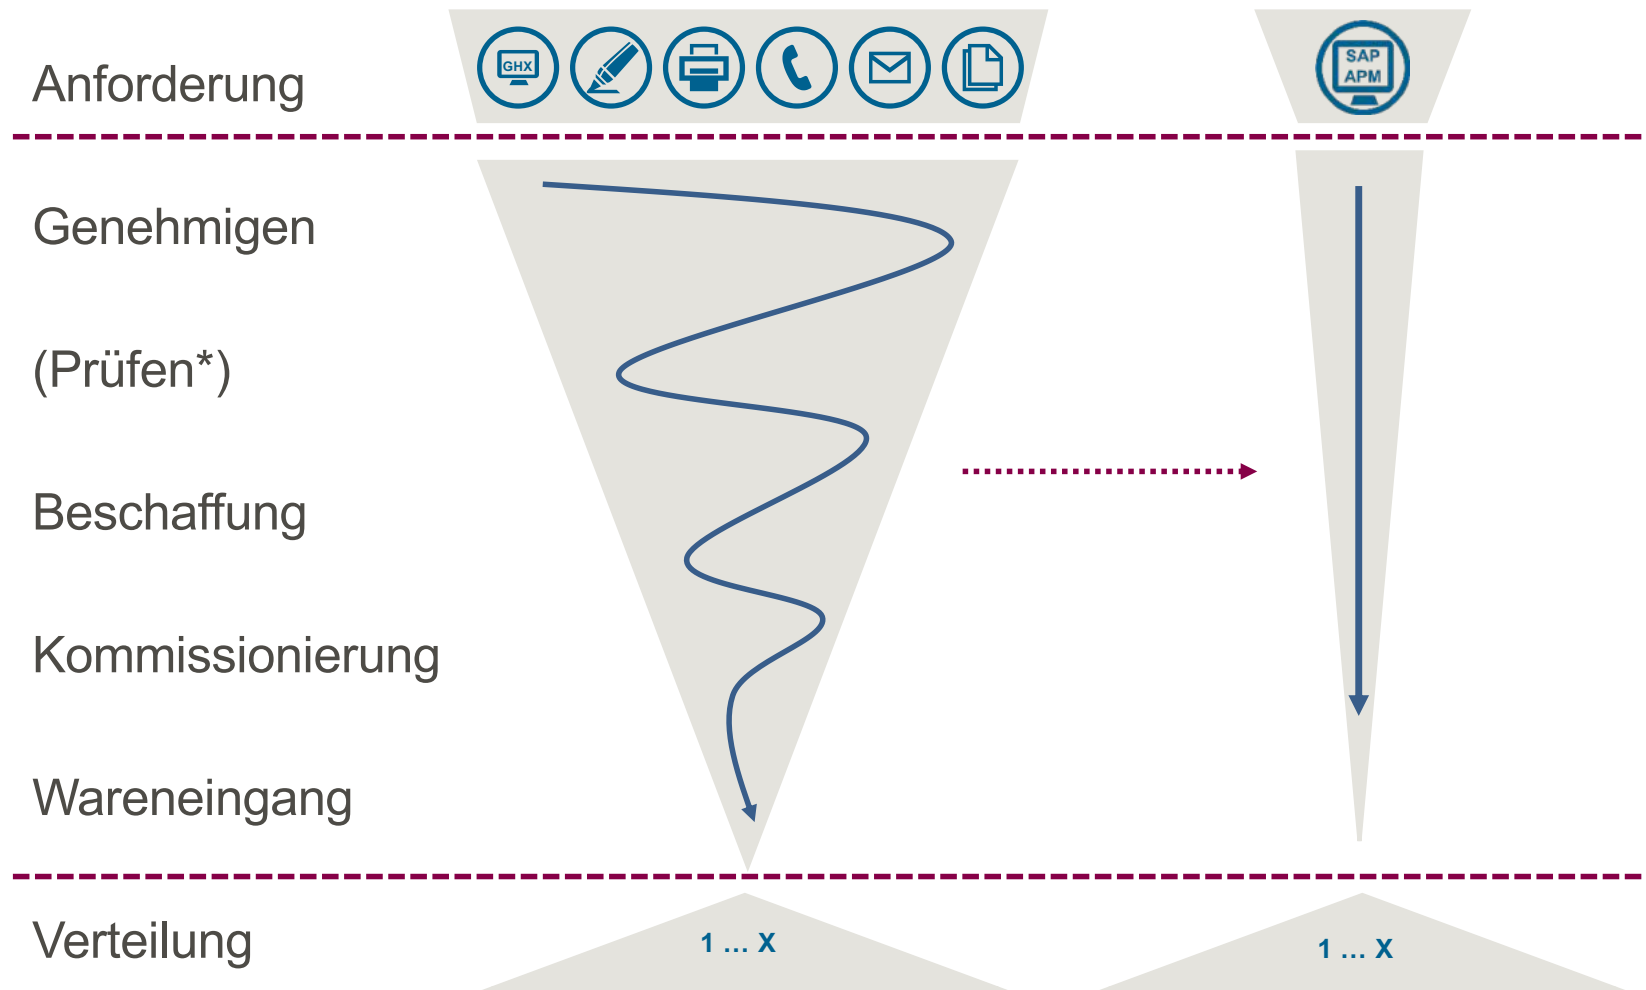 Anforderung
GHX
SAP
APM
Genehmigen
(Prüfen*)
Beschaffung
Kommissionierung
Wareneingang
Verteilung
1 ... X
1 ... X